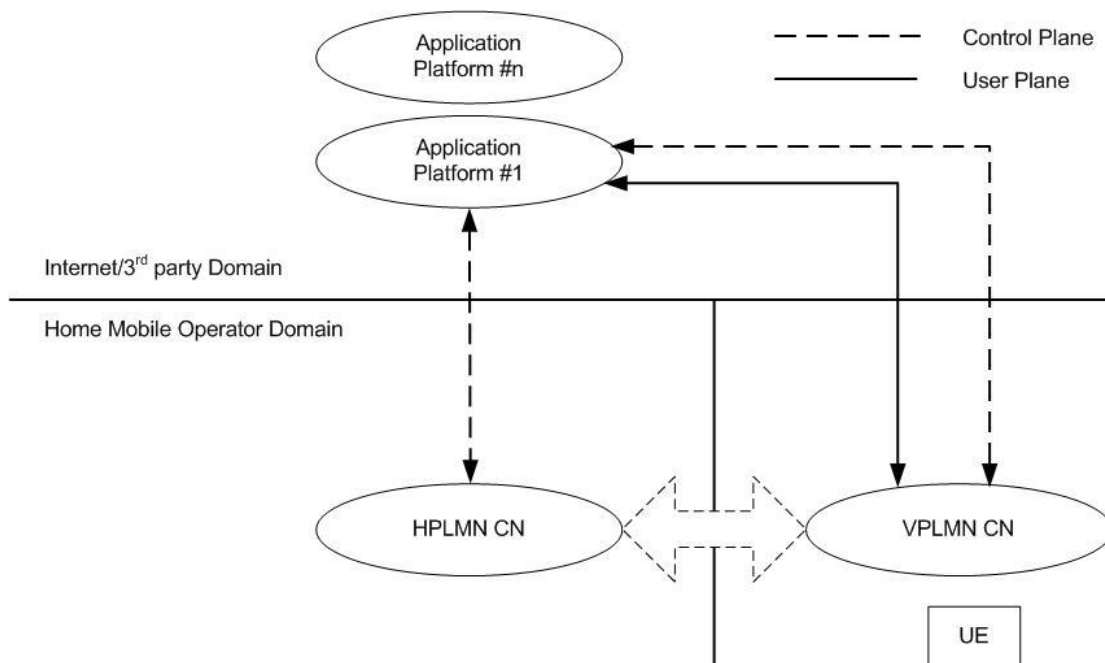 Application
Platform #n
Control Plane
User Plane
Application
Platform #1
Internet/3rd party Domain
Home Mobile Operator Domain
HPLMN CN
VPLMN CN
UE